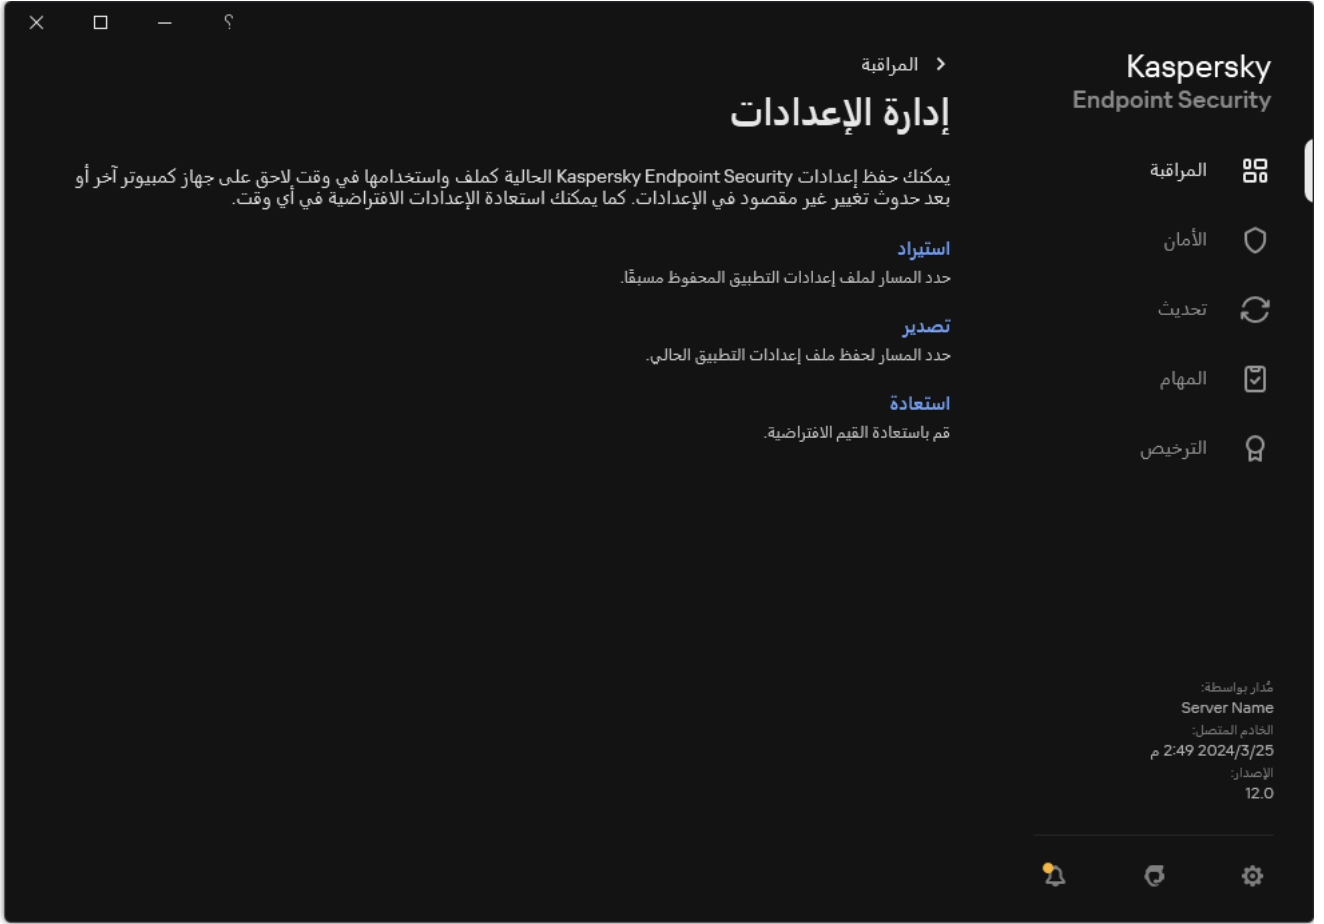 Kaspersky
Endpoint Security
المراقبة
الأمان
تحديث
المهام
الترخيص
مُدار بواسطة:
Server Name
الخادم المتصل:
2024/3/25 2:49 م
الإصدار:
12.0
المراقبة
إدارة الإعدادات
يمكنك حفظ إعدادات Kaspersky Endpoint Security الحالية كملف واستخدامها في وقت لاحق على جهاز كمبيوتر آخر أو
بعد حدوث تغيير غير مقصود في الإعدادات. كما يمكنك استعادة الإعدادات الافتراضية في أي وقت.
استيراد
حدد المسار لملف إعدادات التطبيق المحفوظ مسبقًا.
تصدير
حدد المسار لحفظ ملف إعدادات التطبيق الحالي.
استعادة
قم باستعادة القيم الافتراضية.